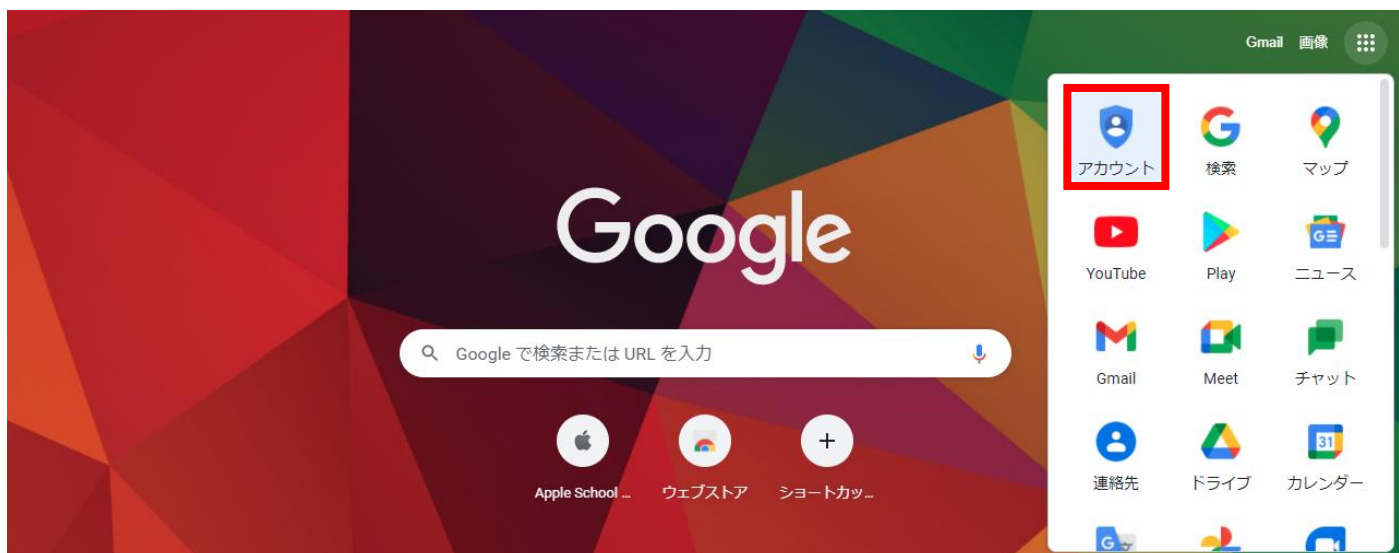 Gmail 画像
アカウント 検索 マップ
Google
YouTube Play ニュース
Google で検索または URL を入力
Gmail Meet チャット
Apple School ... ウェブストア ショートカッ...
連絡先 ドライブ 31 カレンダー